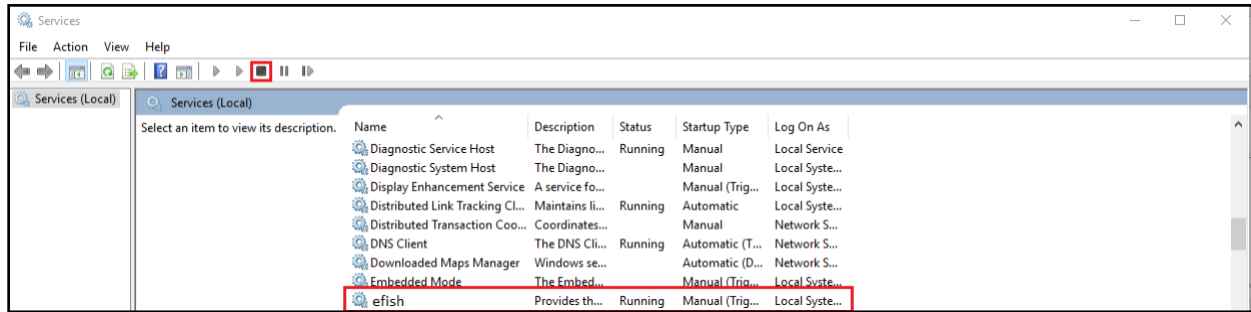 Services
File Action View Help
Services (Local)
Services (Local)
Select an item to view its description.
Name Description Status Startup Type Log On As
Diagnostic Service Host The Diagno... Running Manual Local Service
Diagnostic System Host The Diagno... Manual Local Syste...
Display Enhancement Service A service fo... Manual (Trig... Local Syste...
Distributed Link Tracking Cl... Maintains li... Running Automatic Local Syste...
Distributed Transaction Coo... Coordinates... Manual Network S...
DNS Client The DNS Cli... Running Automatic (T... Network S...
Downloaded Maps Manager Windows se... Automatic (D... Network S...
Embedded Mode The Embed... Manual (Trig... Local Syste...
efish Provides th... Running Manual (Trig... Local Syste...